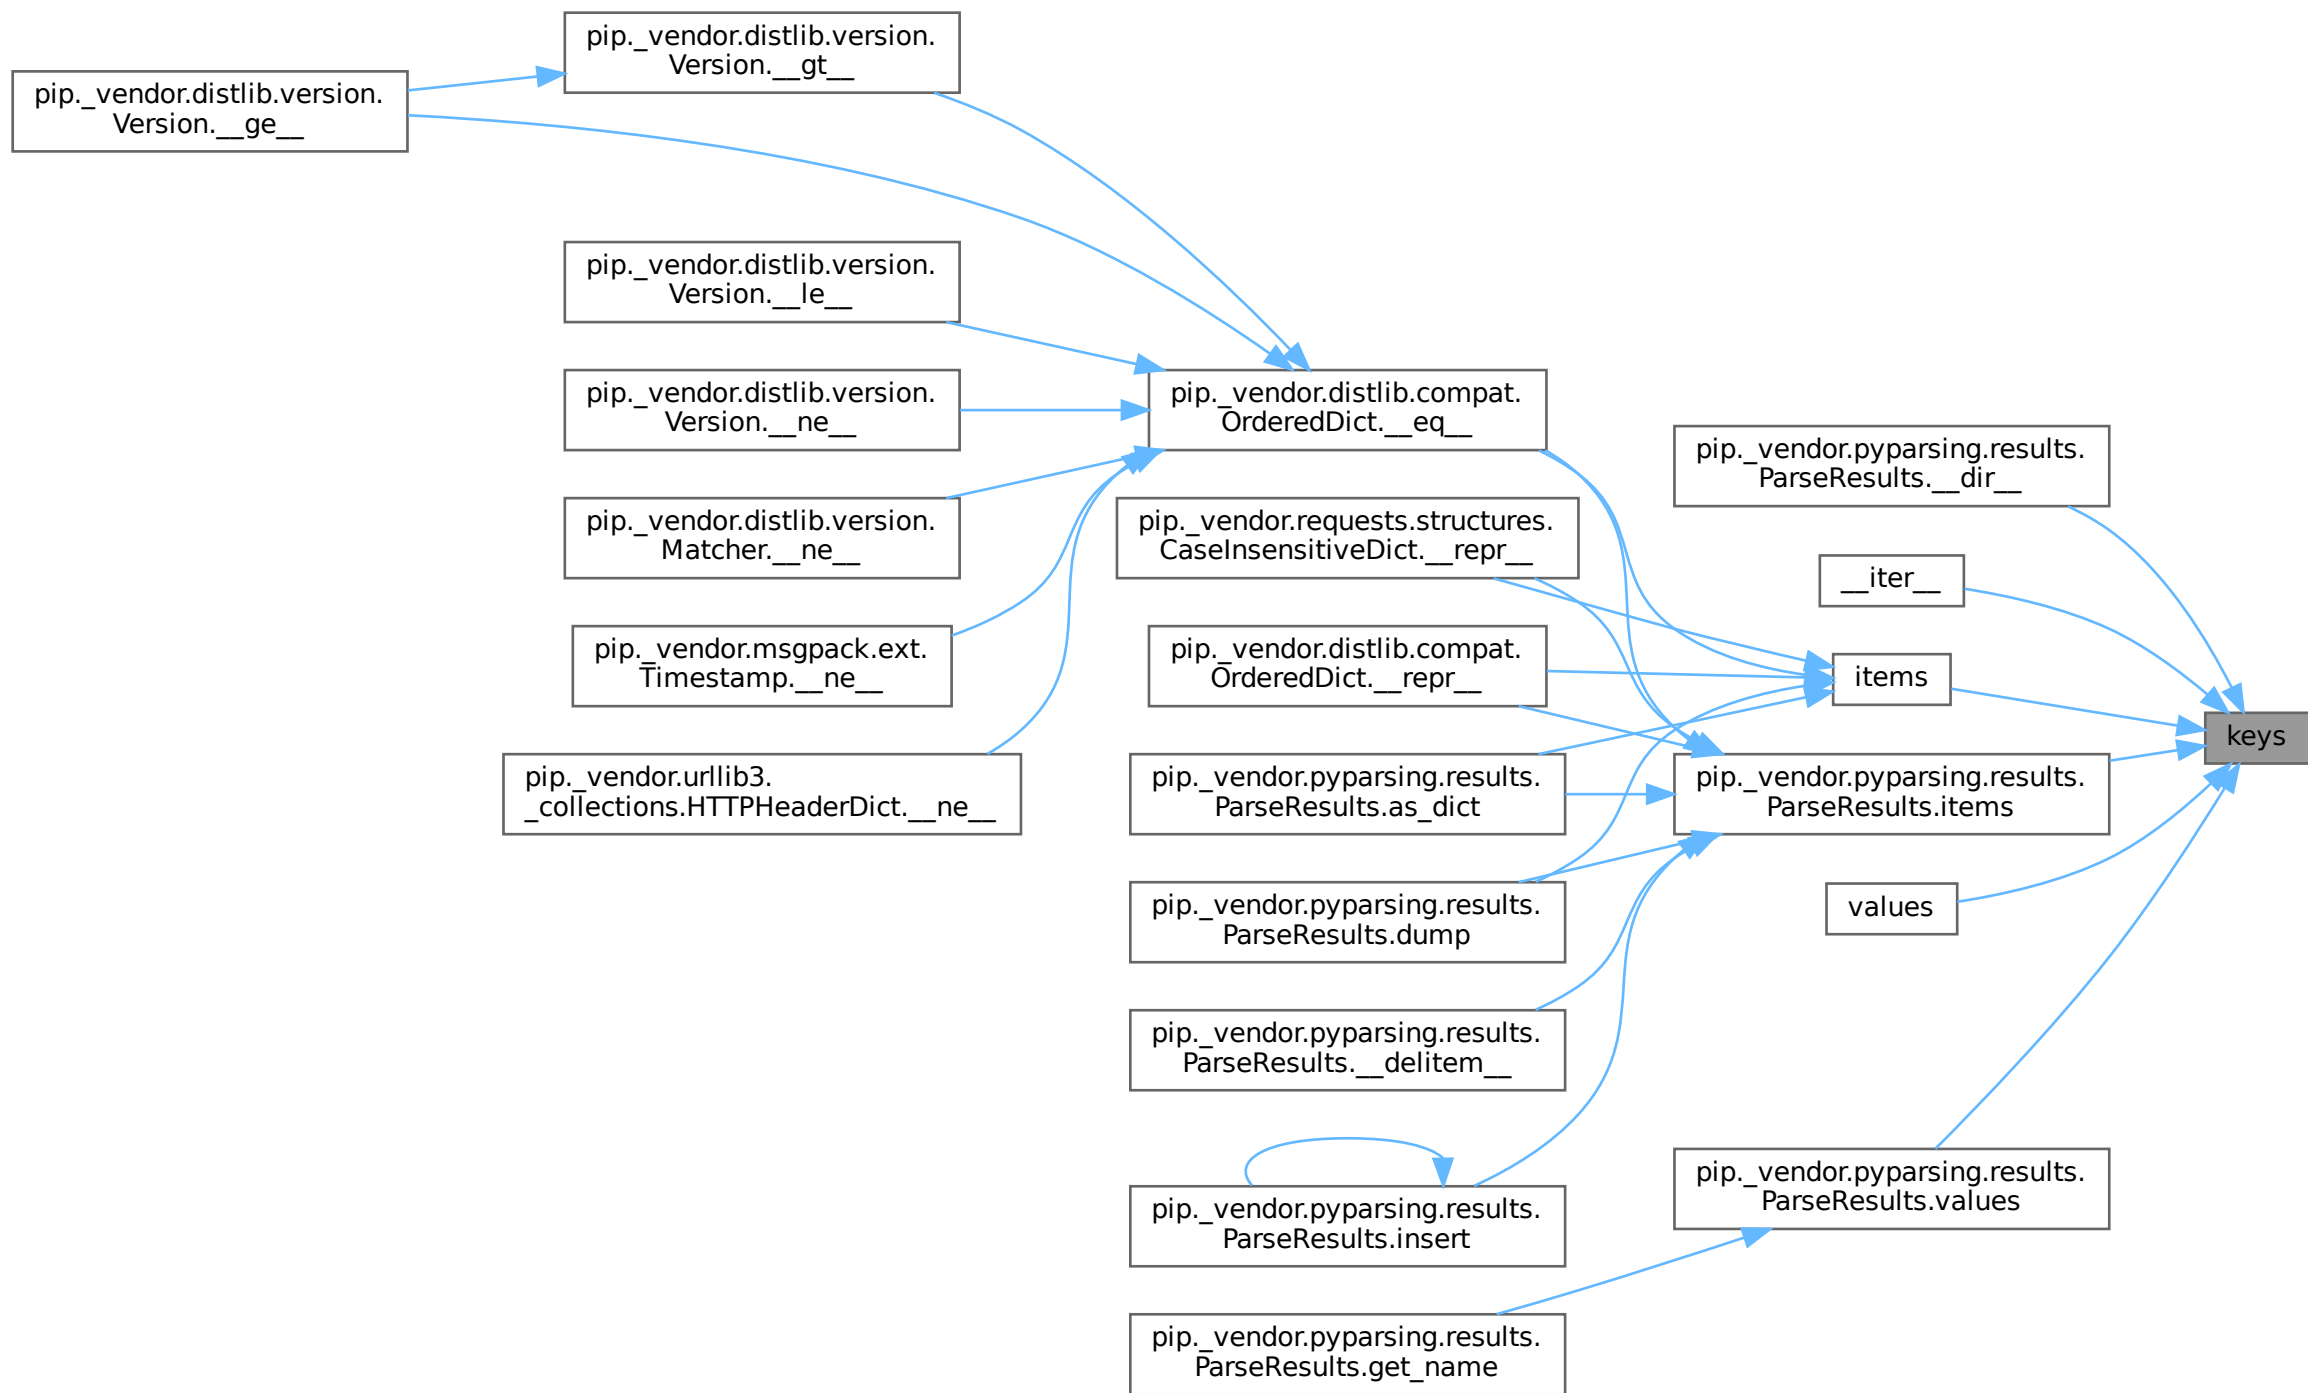 pip._vendor.distlib.version.
Version.__ge__
pip._vendor.distlib.version.
Version.__gt__
pip._vendor.distlib.version.
Version.__le__
pip._vendor.distlib.version.
Version.__ne__
pip._vendor.distlib.version.
Matcher.__ne__
pip._vendor.msgpack.ext.
Timestamp.__ne__
pip._vendor.urllib3.
_collections.HTTPHeaderDict.__ne__
pip._vendor.distlib.compat.
OrderedDict.__eq__
pip._vendor.requests.structures.
CaseInsensitiveDict.__repr__
pip._vendor.distlib.compat.
OrderedDict.__repr__
pip._vendor.pyparsing.results.
ParseResults.as_dict
pip._vendor.pyparsing.results.
ParseResults.dump
pip._vendor.pyparsing.results.
ParseResults.__delitem__
pip._vendor.pyparsing.results.
ParseResults.insert
pip._vendor.pyparsing.results.
ParseResults.get_name
pip._vendor.pyparsing.results.
ParseResults.__dir__
__iter__
items
pip._vendor.pyparsing.results.
ParseResults.items
values
pip._vendor.pyparsing.results.
ParseResults.values
keys